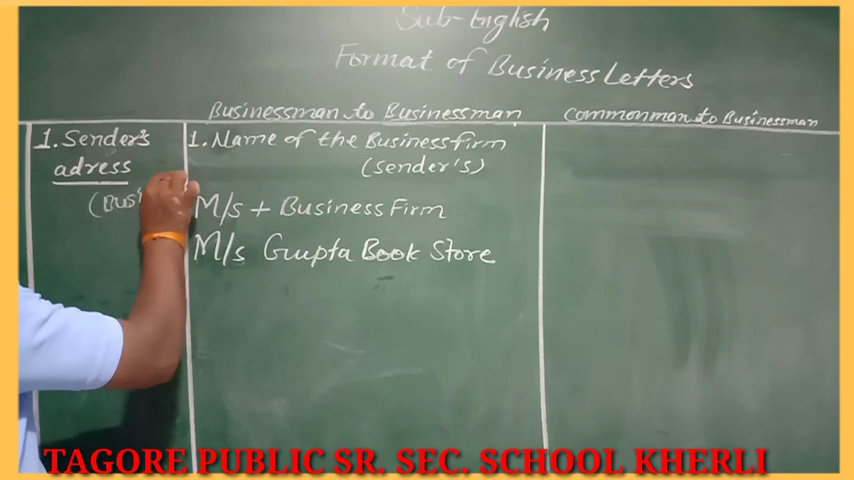 Sub-English
Format of Business Letters
Businessman to Businessman
Commonman to Businessman
1. Sender's
adress
1. Name of the Business firm
(Sender's)
M/s + Business Firm
M/s Gupta Book Store
TAGORE PUBLIC SR. SEC. SCHOOL KHERLI